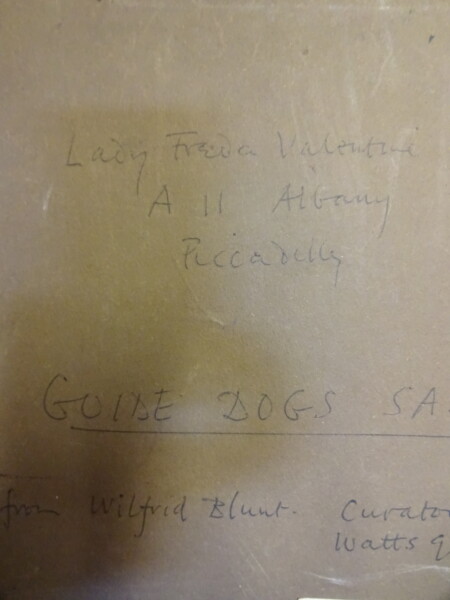 Lady Freda Valentine
A 11 Albany
Piccadilly
GUIDE DOGS SA
from Wilfrid Blunt. Curator
Watts g